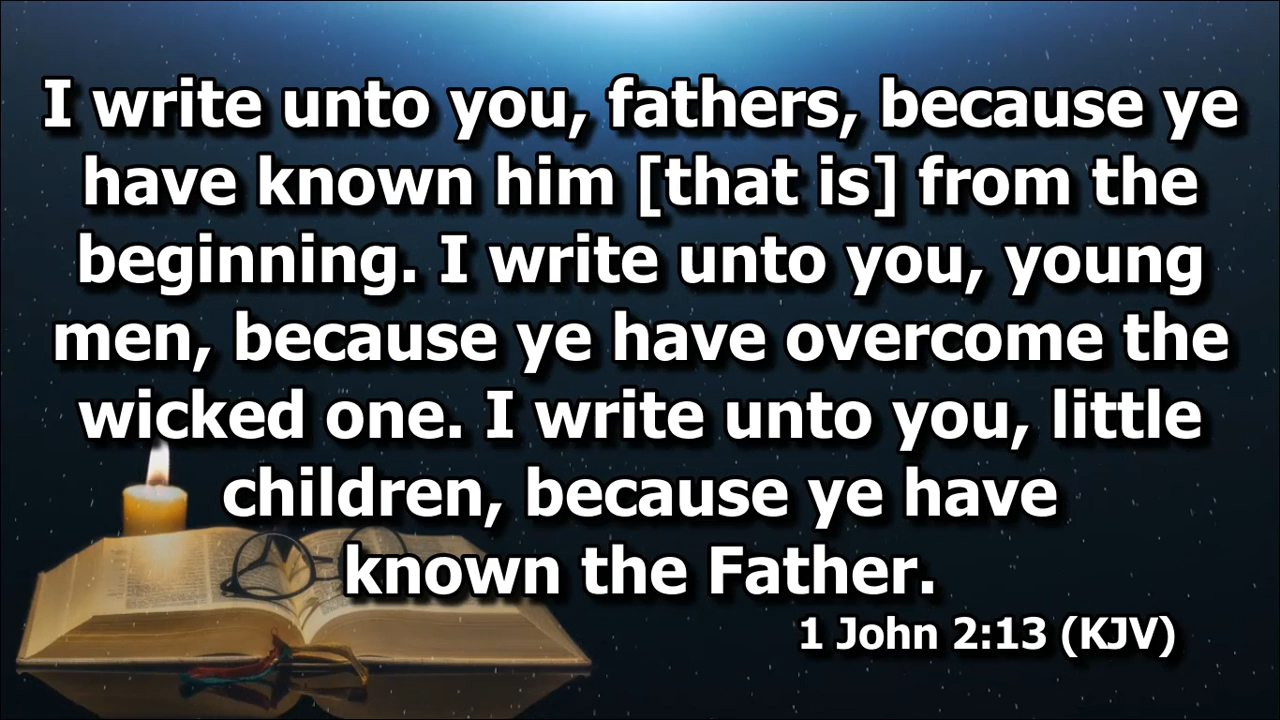 I write unto you, fathers, because ye
have known him [that is] from the
beginning. I write unto you, young
men, because ye have overcome the
wicked one. I write unto you, little
children, because ye have
known the Father.
1 John 2:13 (KJV)